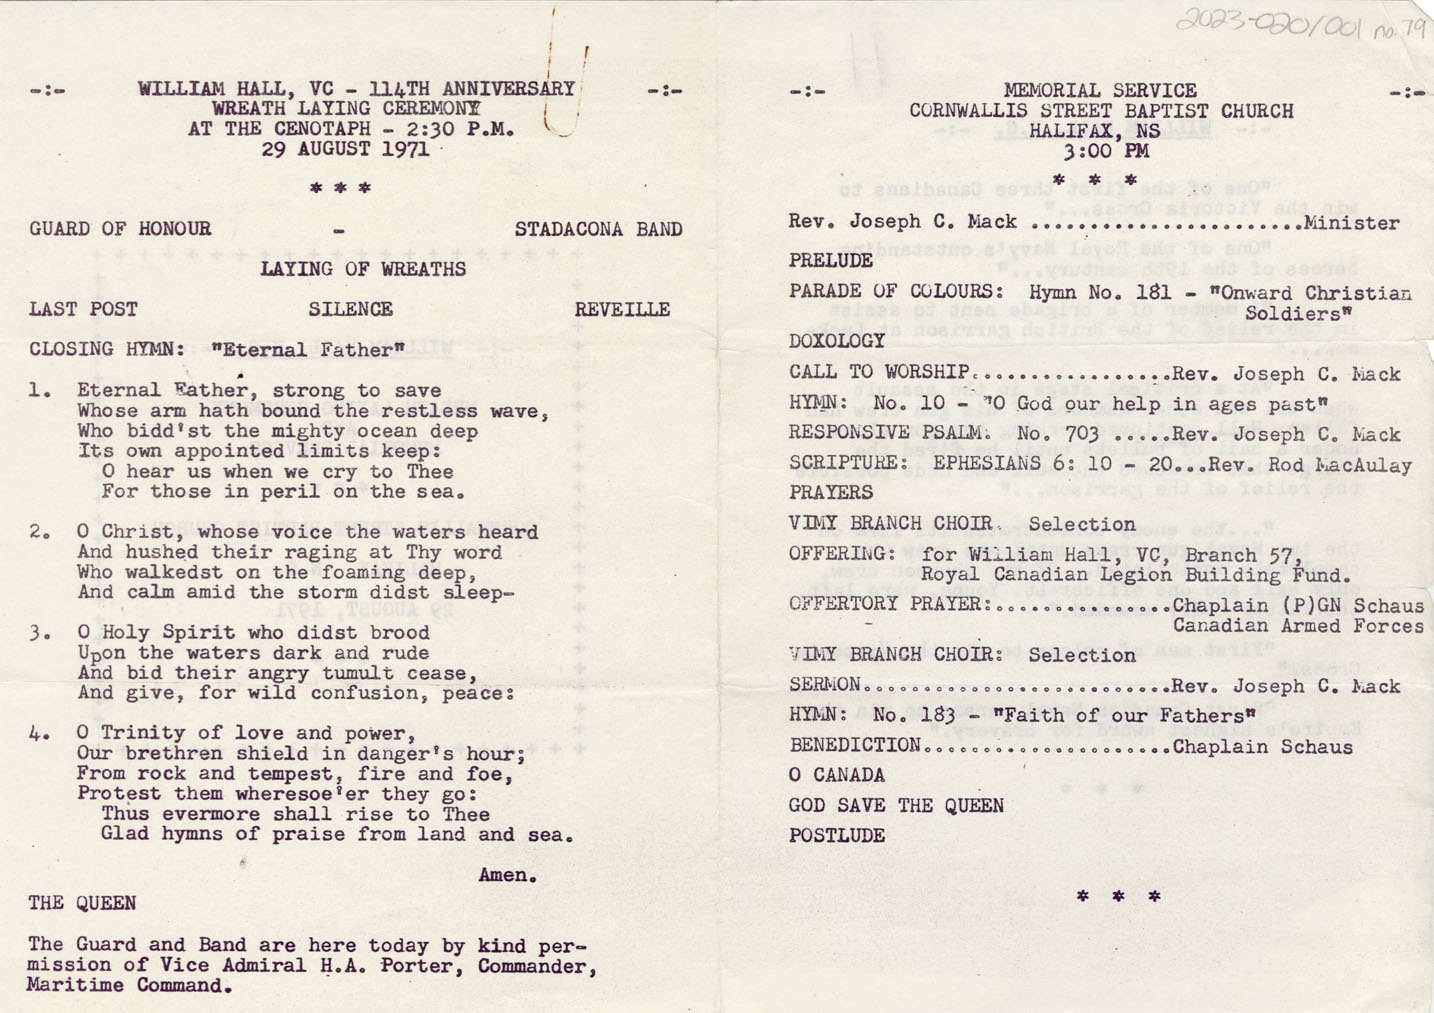 2023-020/001 no. 79
-:- WILLIAM HALL, VC - 114TH ANNIVERSARY -:-
WREATH LAYING CEREMONY
AT THE CENOTAPH - 2:30 P.M.
29 AUGUST 1971
* * *
GUARD OF HONOUR - STADACONA BAND
LAYING OF WREATHS
LAST POST SILENCE REVEILLE
CLOSING HYMN: "Eternal Father"
1. Eternal Father, strong to save
Whose arm hath bound the restless wave,
Who bidd'st the mighty ocean deep
Its own appointed limits keep:
O hear us when we cry to Thee
For those in peril on the sea.
2. O Christ, whose voice the waters heard
And hushed their raging at Thy word
Who walkedst on the foaming deep,
And calm amid the storm didst sleep-
3. O Holy Spirit who didst brood
Upon the waters dark and rude
And bid their angry tumult cease,
And give, for wild confusion, peace:
4. O Trinity of love and power,
Our brethren shield in danger's hour;
From rock and tempest, fire and foe,
Protest them wheresoe'er they go:
Thus evermore shall rise to Thee
Glad hymns of praise from land and sea.
Amen.
THE QUEEN
The Guard and Band are here today by kind per-
mission of Vice Admiral H.A. Porter, Commander,
Maritime Command.
-:- MEMORIAL SERVICE -:-
CORNWALLIS STREET BAPTIST CHURCH
HALIFAX, NS
3:00 PM
* * *
Rev. Joseph C. Mack .......................Minister
PRELUDE
PARADE OF COLOURS: Hymn No. 181 - "Onward Christian
Soldiers"
DOXOLOGY
CALL TO WORSHIP.................Rev. Joseph C. Mack
HYMN: No. 10 - "O God our help in ages past"
RESPONSIVE PSALM: No. 703 .....Rev. Joseph C. Mack
SCRIPTURE: EPHESIANS 6: 10 - 20...Rev. Rod MacAulay
PRAYERS
VIMY BRANCH CHOIR. Selection
OFFERING: for William Hall, VC, Branch 57,
Royal Canadian Legion Building Fund.
OFFERTORY PRAYER:...............Chaplain (P)GN Schaus
Canadian Armed Forces
VIMY BRANCH CHOIR: Selection
SERMON..........................Rev. Joseph C. Mack
HYMN: No. 183 - "Faith of our Fathers"
BENEDICTION.....................Chaplain Schaus
O CANADA
GOD SAVE THE QUEEN
POSTLUDE
* * *